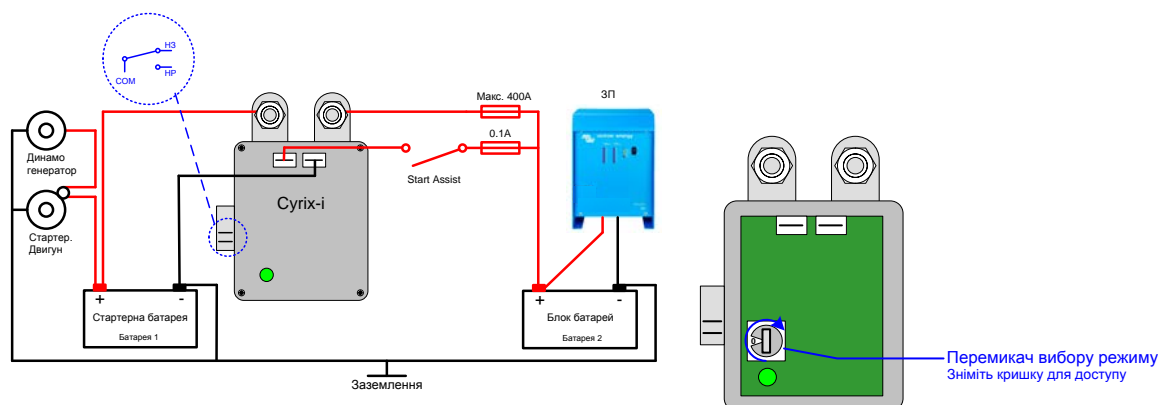 НЗ
НР
COM
Макс. 400А
ЗП
0.1А
Динамо
генератор
Start Assist
Cyrix-i
Стартер.
Двигун
+
-
Стартерна батарея
Батарея 1
+
-
Блок батарей
Батарея 2
Заземлення
Перемикач вибору режиму
Зніміть кришку для доступу